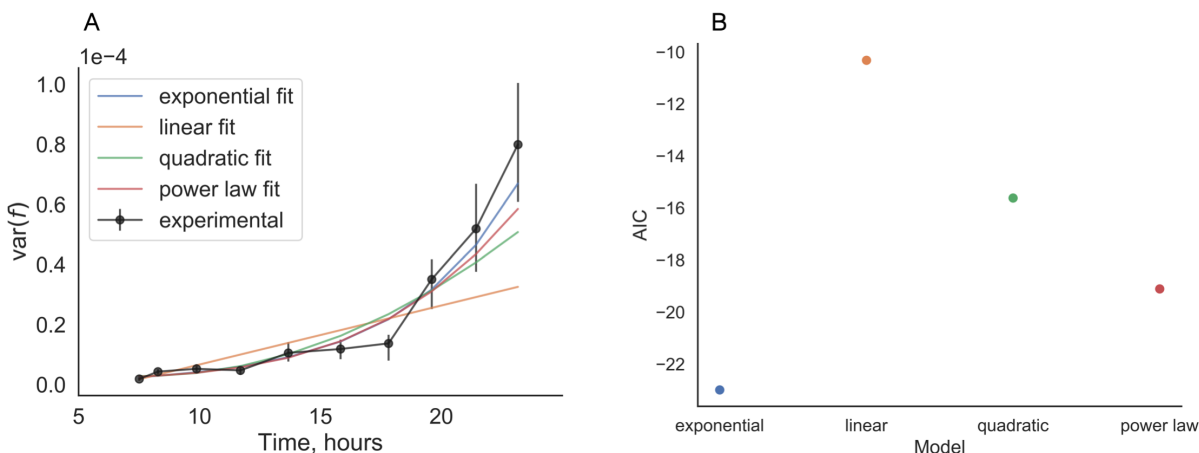 A
1e−4
1.0
0.8
0.6
0.4
0.2
0.0
var(f)
exponential fit
linear fit
quadratic fit
power law fit
experimental
5
10
15
20
Time, hours
B
−10
−12
−14
−16
−18
−20
−22
AIC
exponential
linear
quadratic
power law
Model